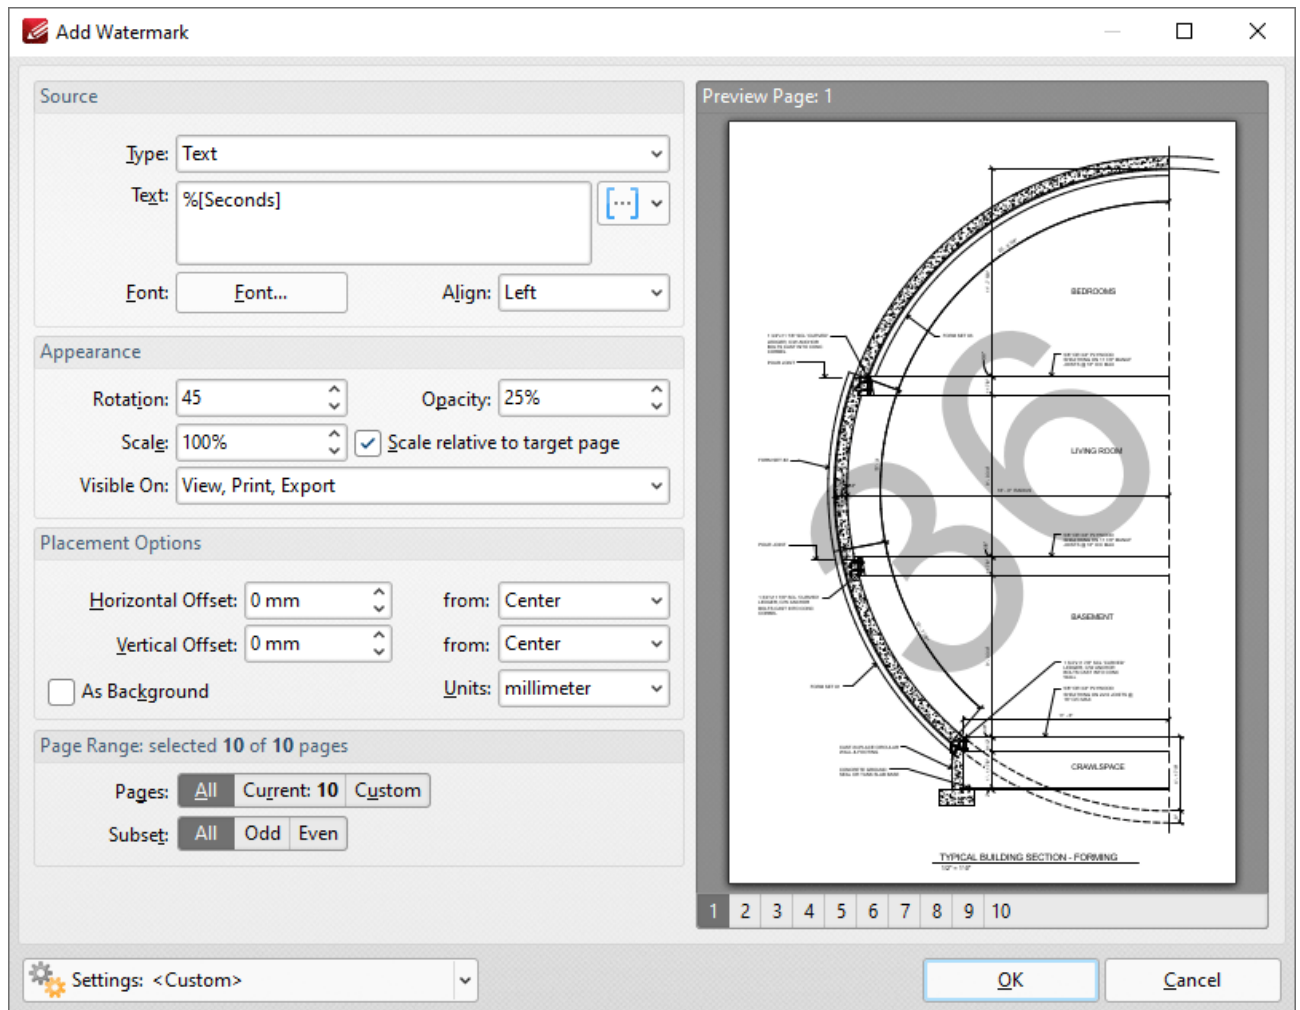 Add Watermark
Source
Type: Text
Text: %[Seconds]
Font: Font... Align: Left
Appearance
Rotation: 45 Opacity: 25%
Scale: 100% Scale relative to target page
Visible On: View, Print, Export
Placement Options
Horizontal Offset: 0 mm from: Center
Vertical Offset: 0 mm from: Center
As Background Units: millimeter
Page Range: selected 10 of 10 pages
Pages: All Current: 10 Custom
Subset: All Odd Even
Preview Page: 1
BEDROOMS
36
LIVING ROOM
BASEMENT
CRAWLSPACE
TYPICAL BUILDING SECTION - FORMING
1 2 3 4 5 6 7 8 9 10
Settings: <Custom>
OK Cancel